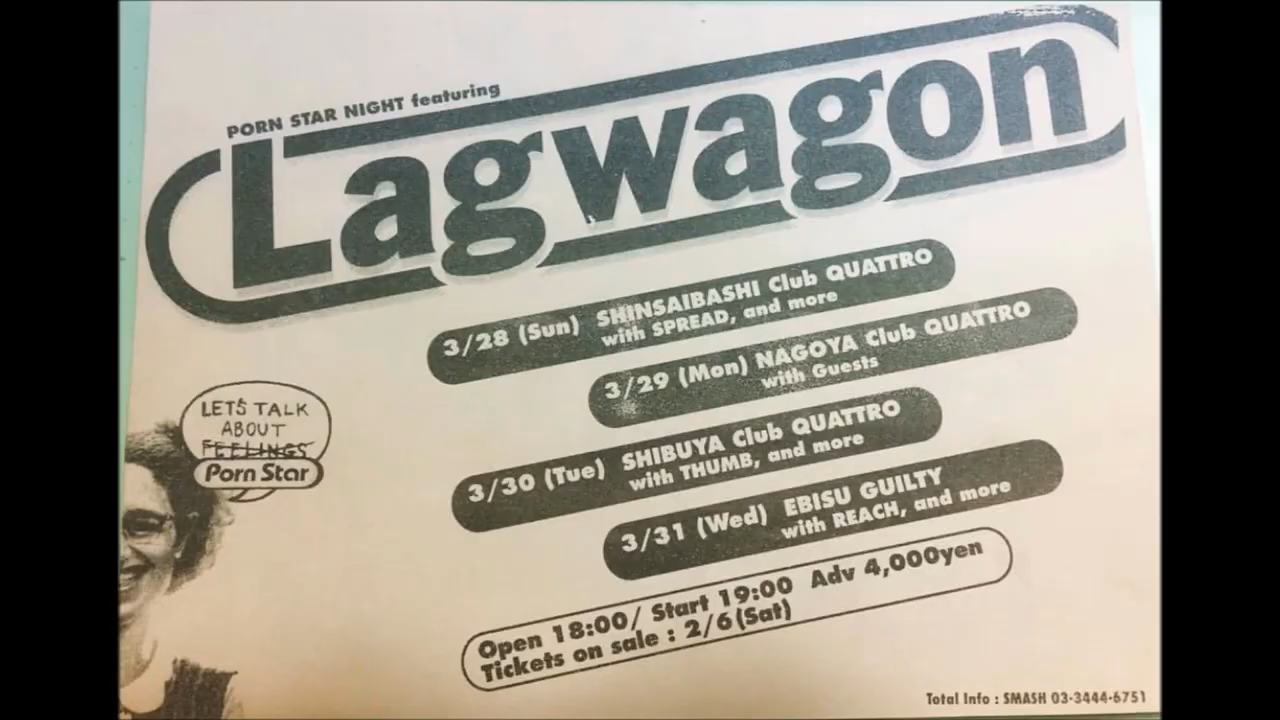 PORN STAR NIGHT featuring
Lagwagon
3/28 (Sun) SHINSAIBASHI Club QUATTRO
with SPREAD, and more
3/29 (Mon) NAGOYA Club QUATTRO
with Guests
3/30 (Tue) SHIBUYA Club QUATTRO
with THUMB, and more
3/31 (Wed) EBISU GUILTY
with REACH, and more
Open 18:00/ Start 19:00 Adv 4,000yen
Tickets on sale : 2/6(Sat)
LET'S TALK
ABOUT
FEELINGS
Porn Star
Total Info : SMASH 03-3444-6751